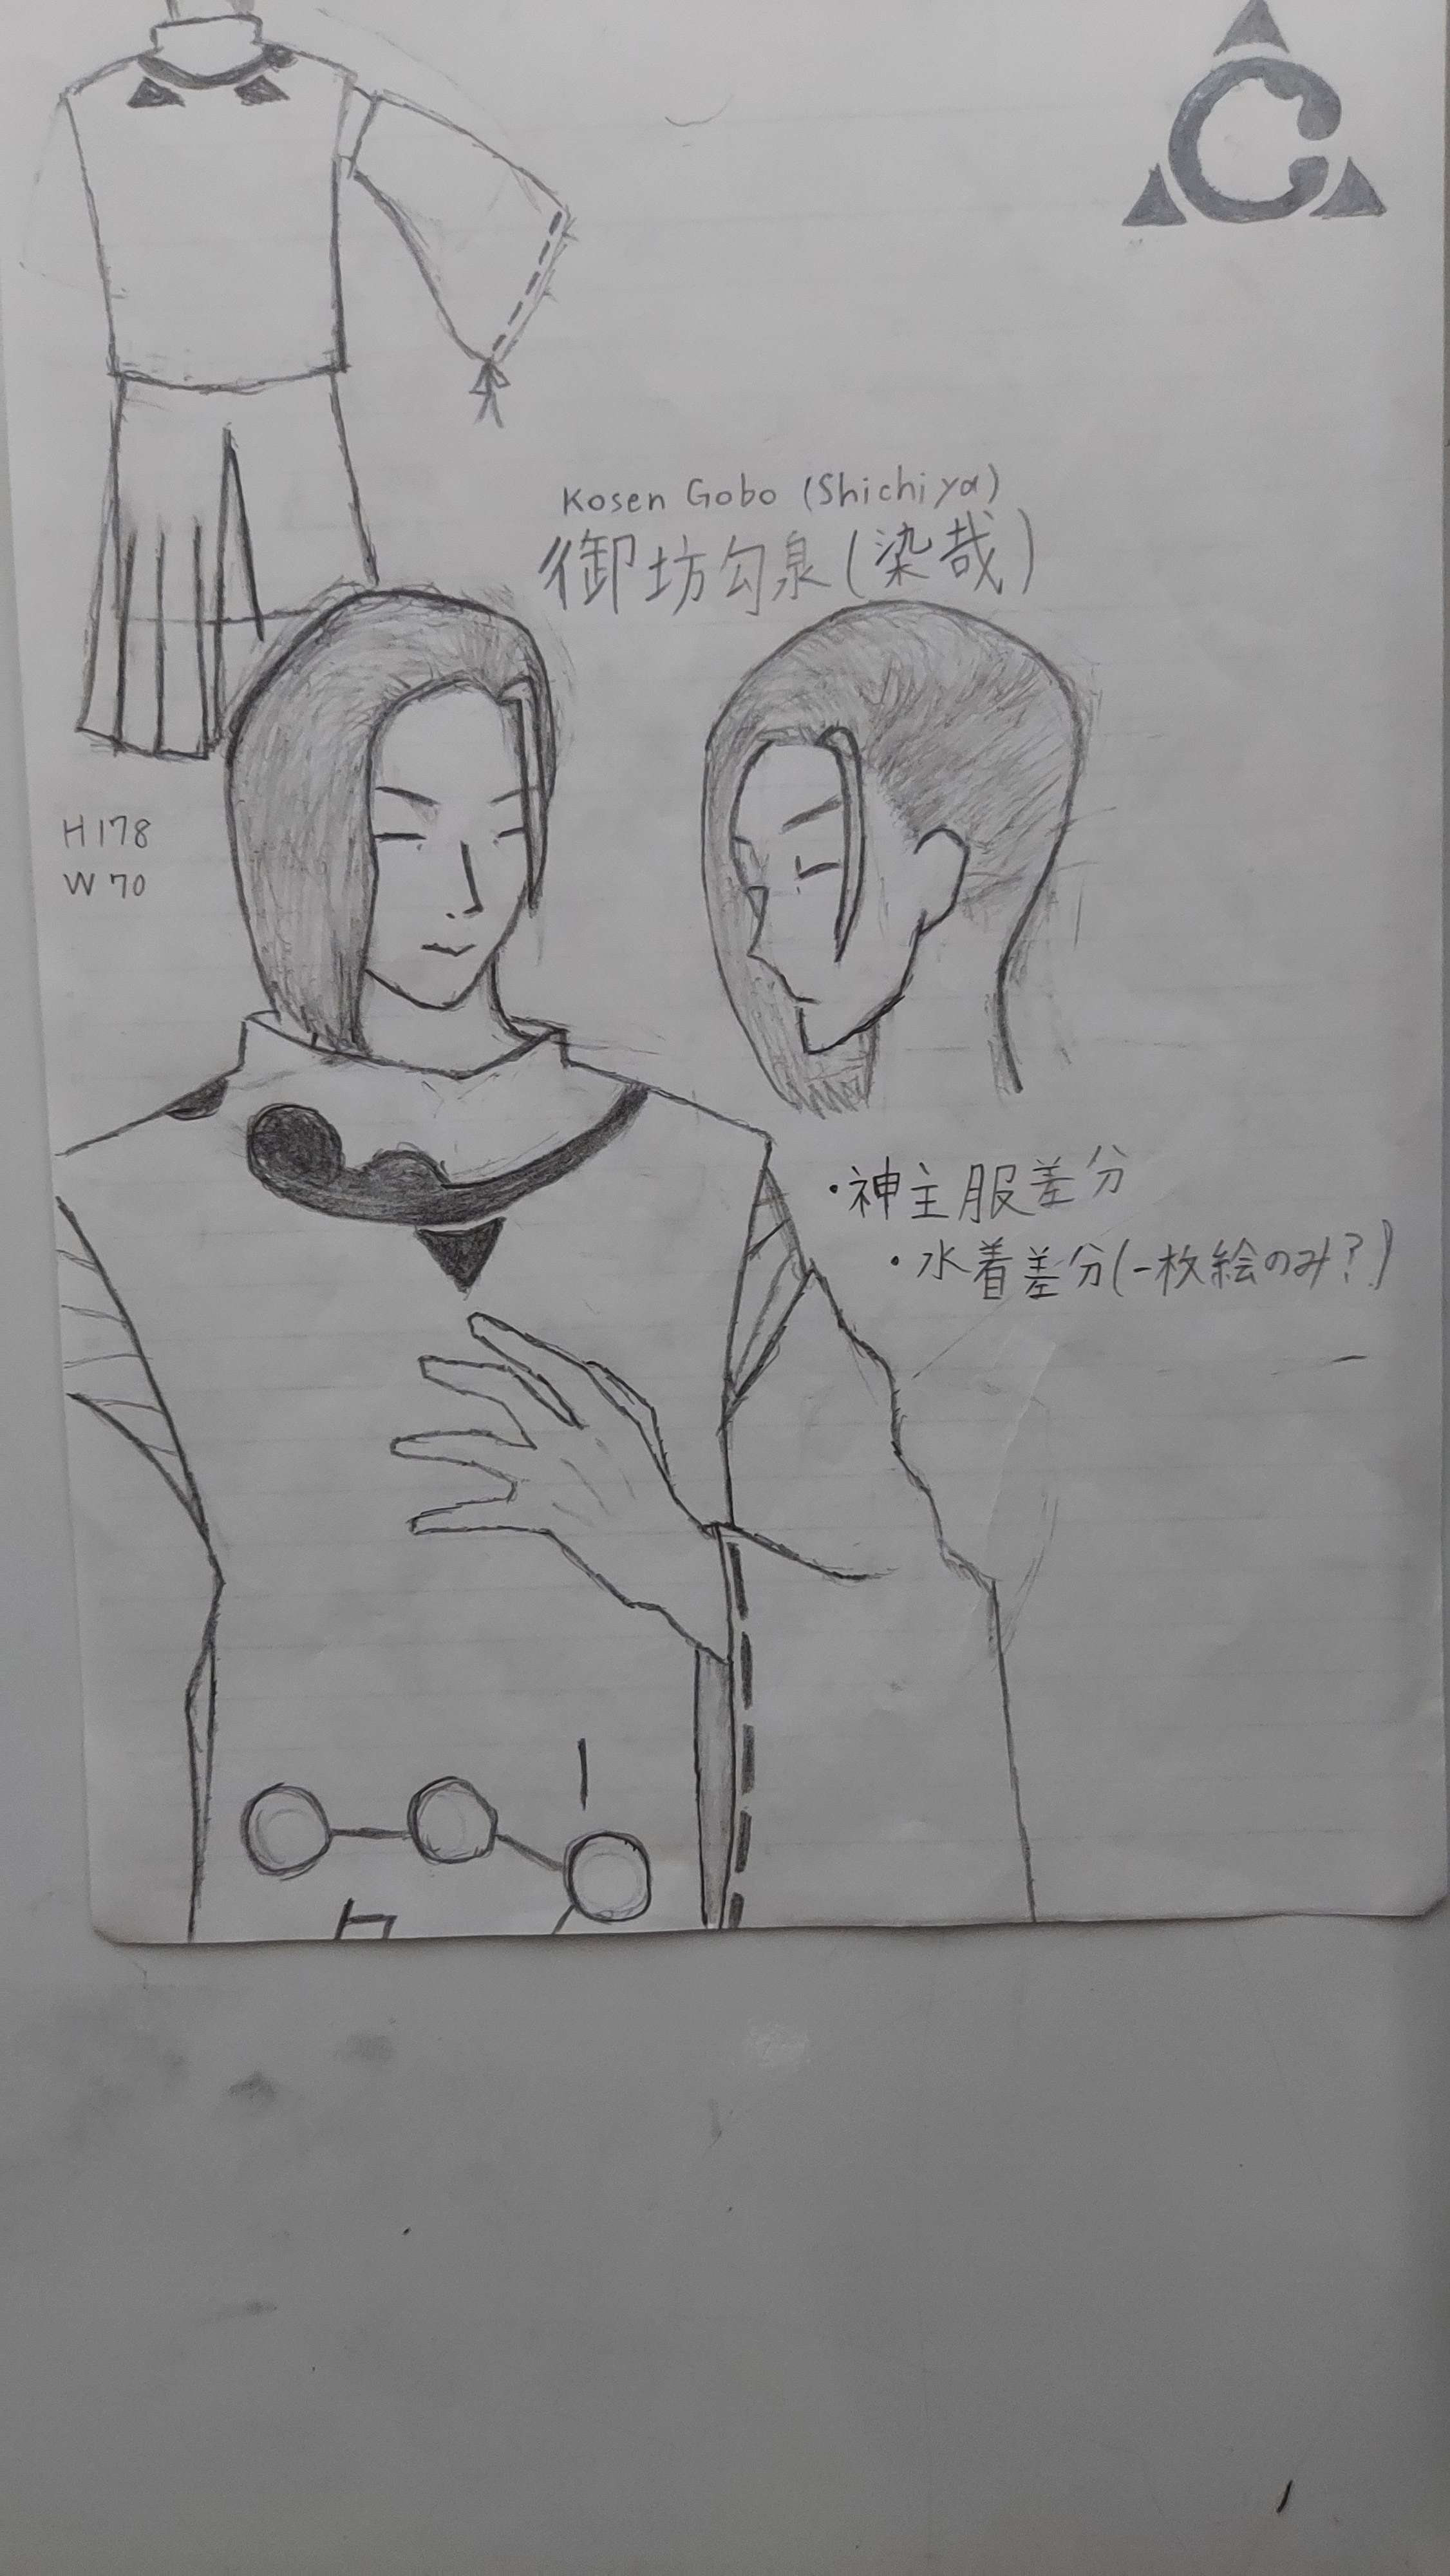 Kosen Gobo (Shichiya)
御坊勾泉(染哉)
H178
W70
・神主服差分
・水着差分(一枚絵のみ?)